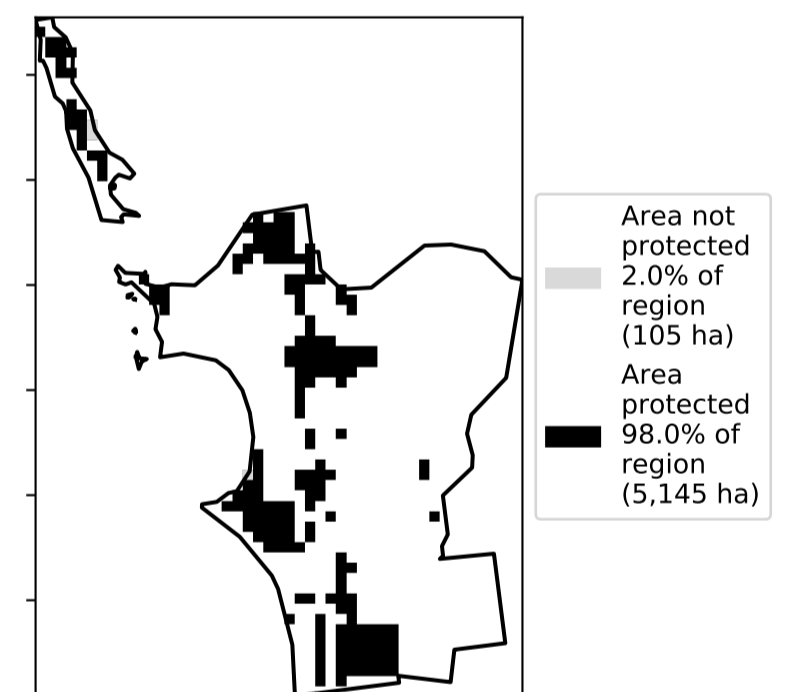 Area not
protected
2.0% of
region
(105 ha)
Area
protected
98.0% of
region
(5,145 ha)